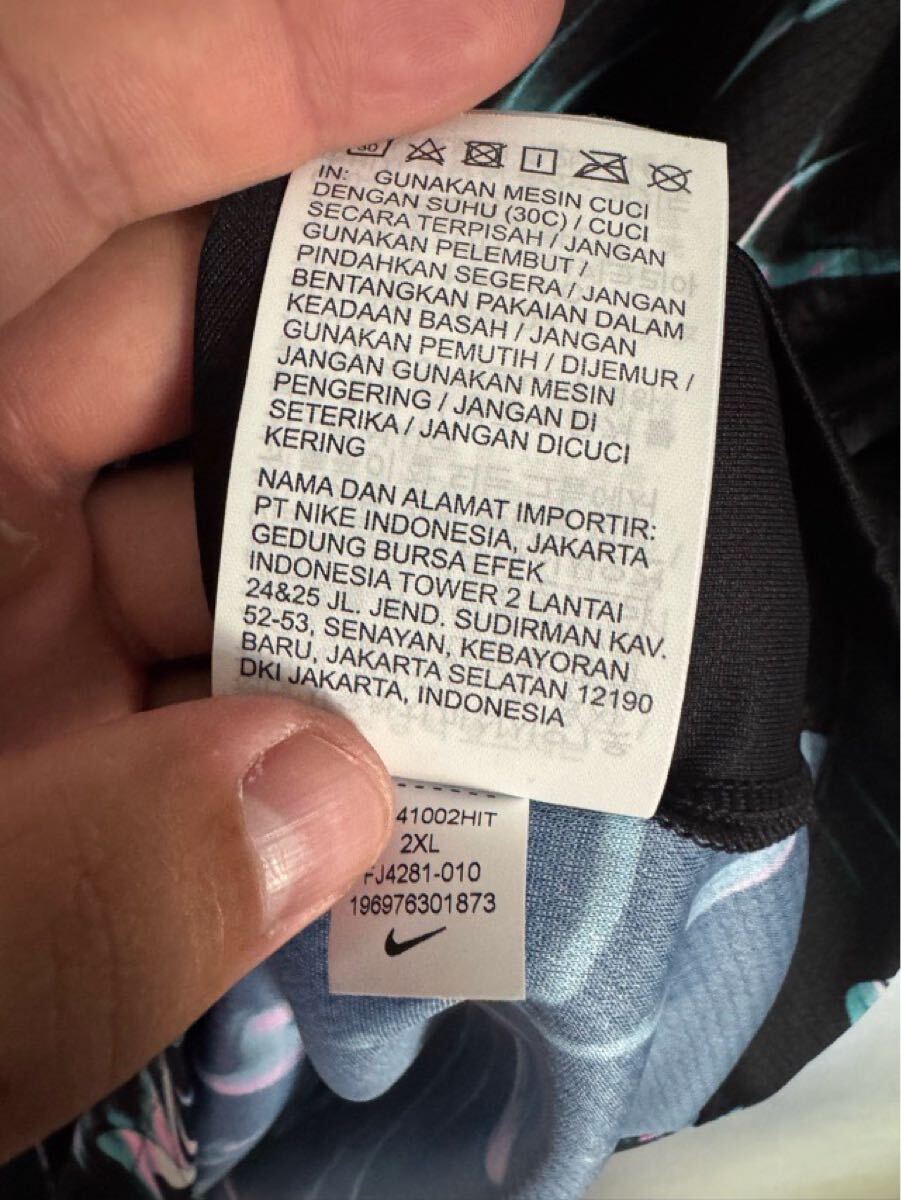 30
IN: GUNAKAN MESIN CUCI
DENGAN SUHU (30C) / CUCI
SECARA TERPISAH / JANGAN
GUNAKAN PELEMBUT /
PINDAHKAN SEGERA / JANGAN
BENTANGKAN PAKAIAN DALAM
KEADAAN BASAH / JANGAN
GUNAKAN PEMUTIH / DIJEMUR /
JANGAN GUNAKAN MESIN
PENGERING / JANGAN DI
SETERIKA / JANGAN DICUCI
KERING
NAMA DAN ALAMAT IMPORTIR:
PT NIKE INDONESIA, JAKARTA
GEDUNG BURSA EFEK
INDONESIA TOWER 2 LANTAI
24&25 JL. JEND. SUDIRMAN KAV.
52-53, SENAYAN, KEBAYORAN
BARU, JAKARTA SELATAN 12190
DKI JAKARTA, INDONESIA
41002HIT
2XL
FJ4281-010
196976301873